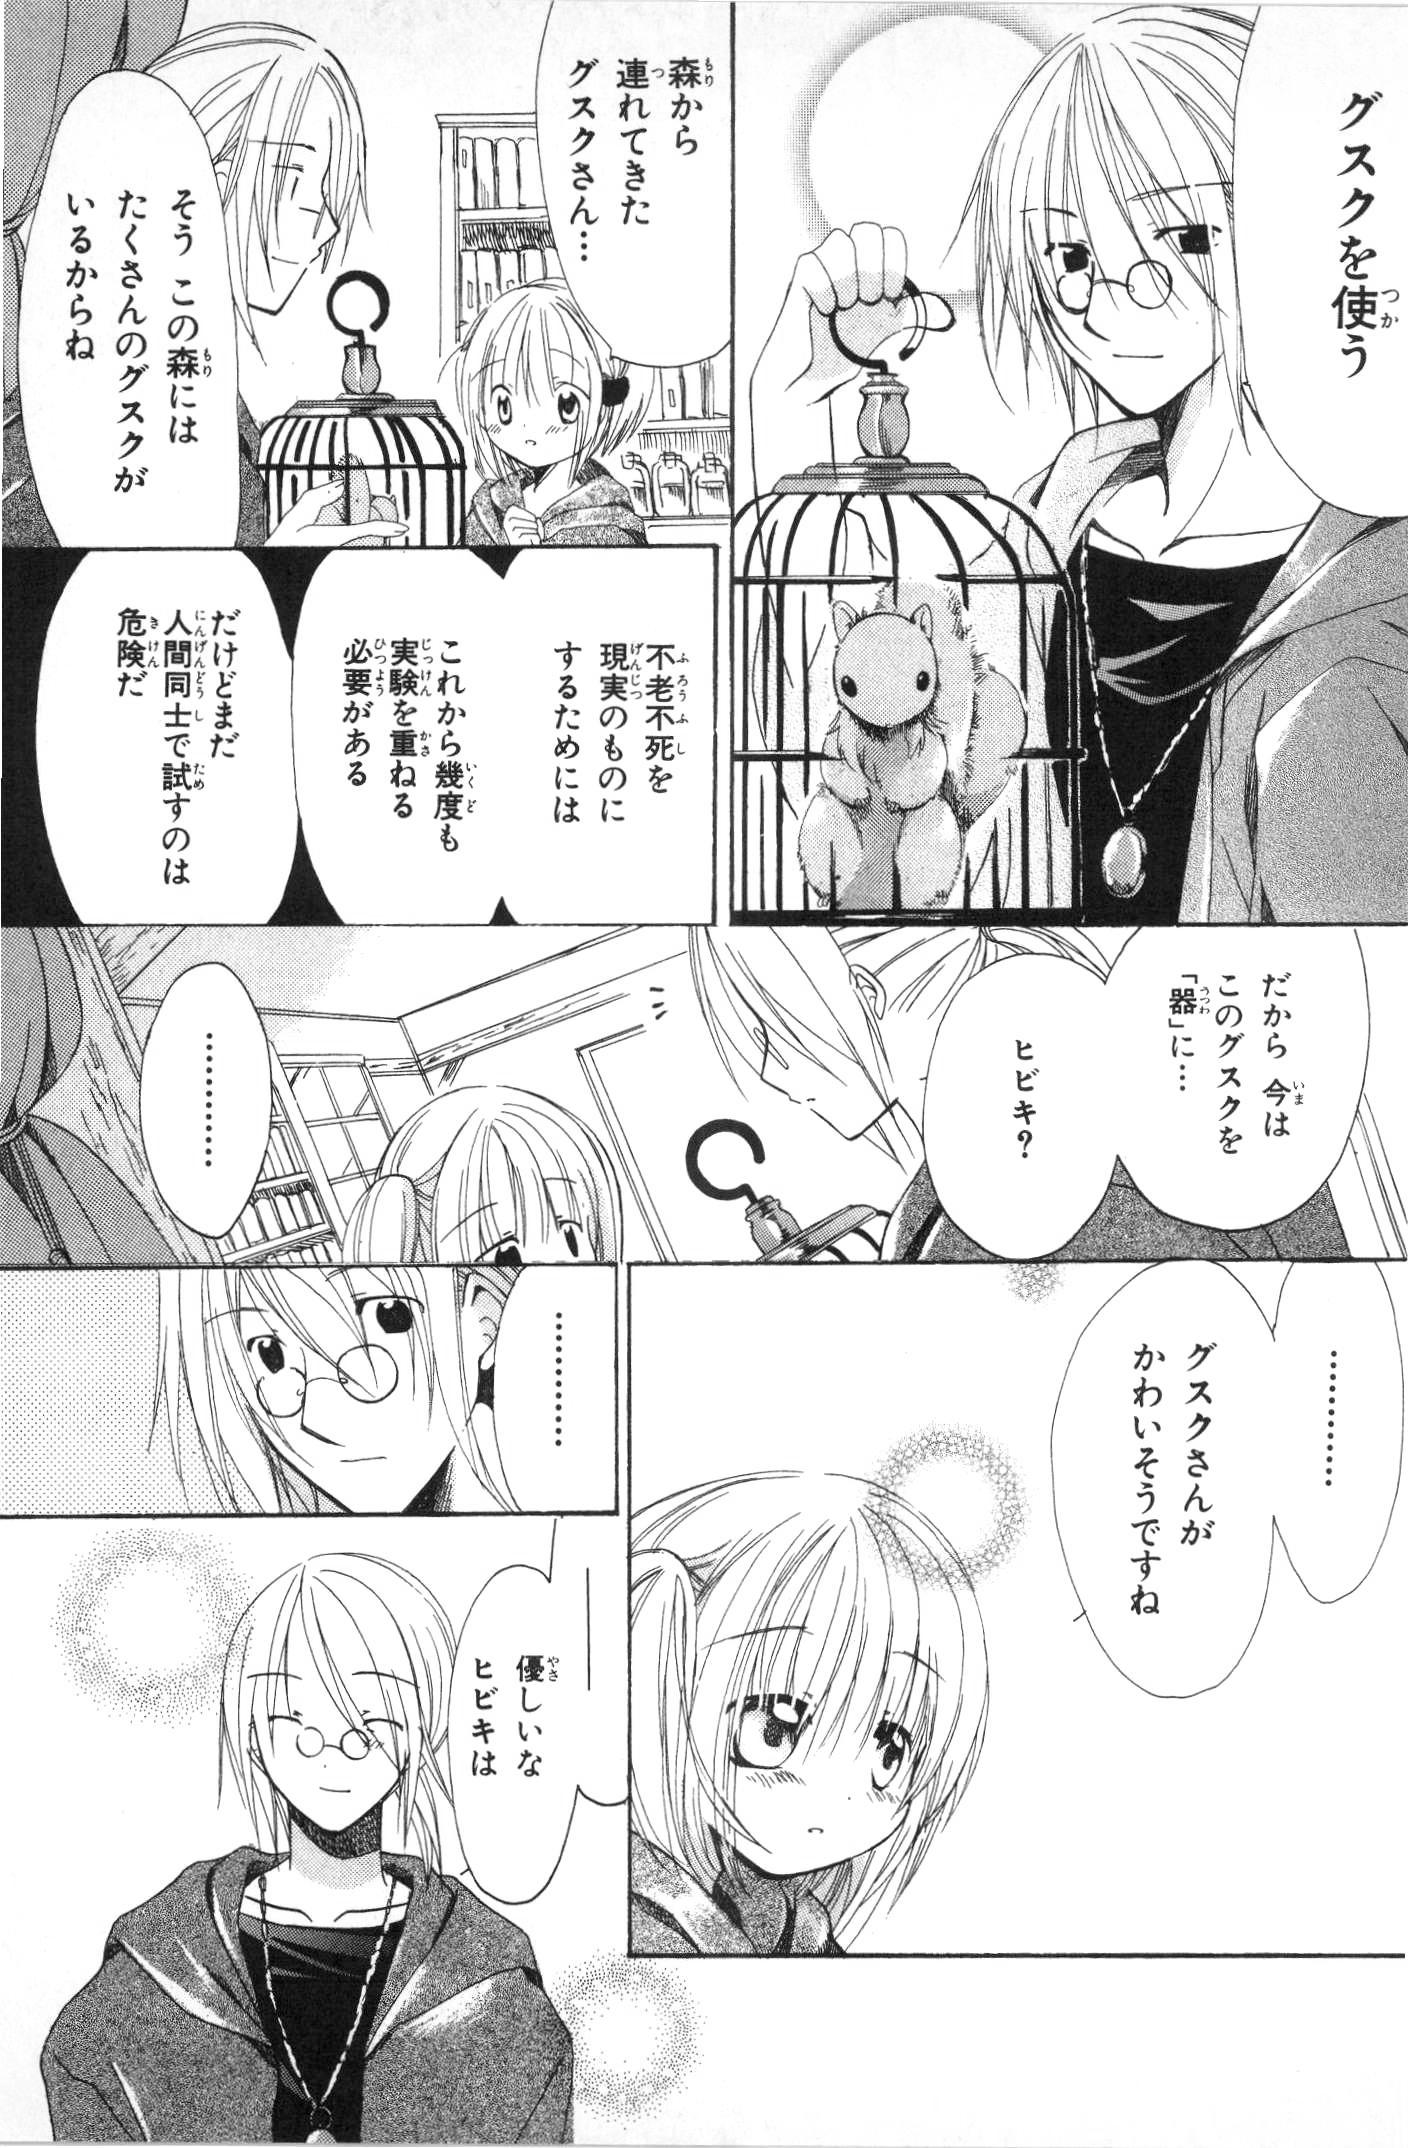 グスクを使う
森から
連れてきた
グスクさん…
そう この森には
たくさんのグスクが
いるからね
不老不死を
現実のものに
するためには
これから幾度も
実験を重ねる
必要がある
だけどまだ
人間同士で試すのは
危険だ
だから 今は
このグスクを
「器」に…
ヒビキ？
…………
…………
グスクさんが
かわいそうですね
…………
優しいな
ヒビキは